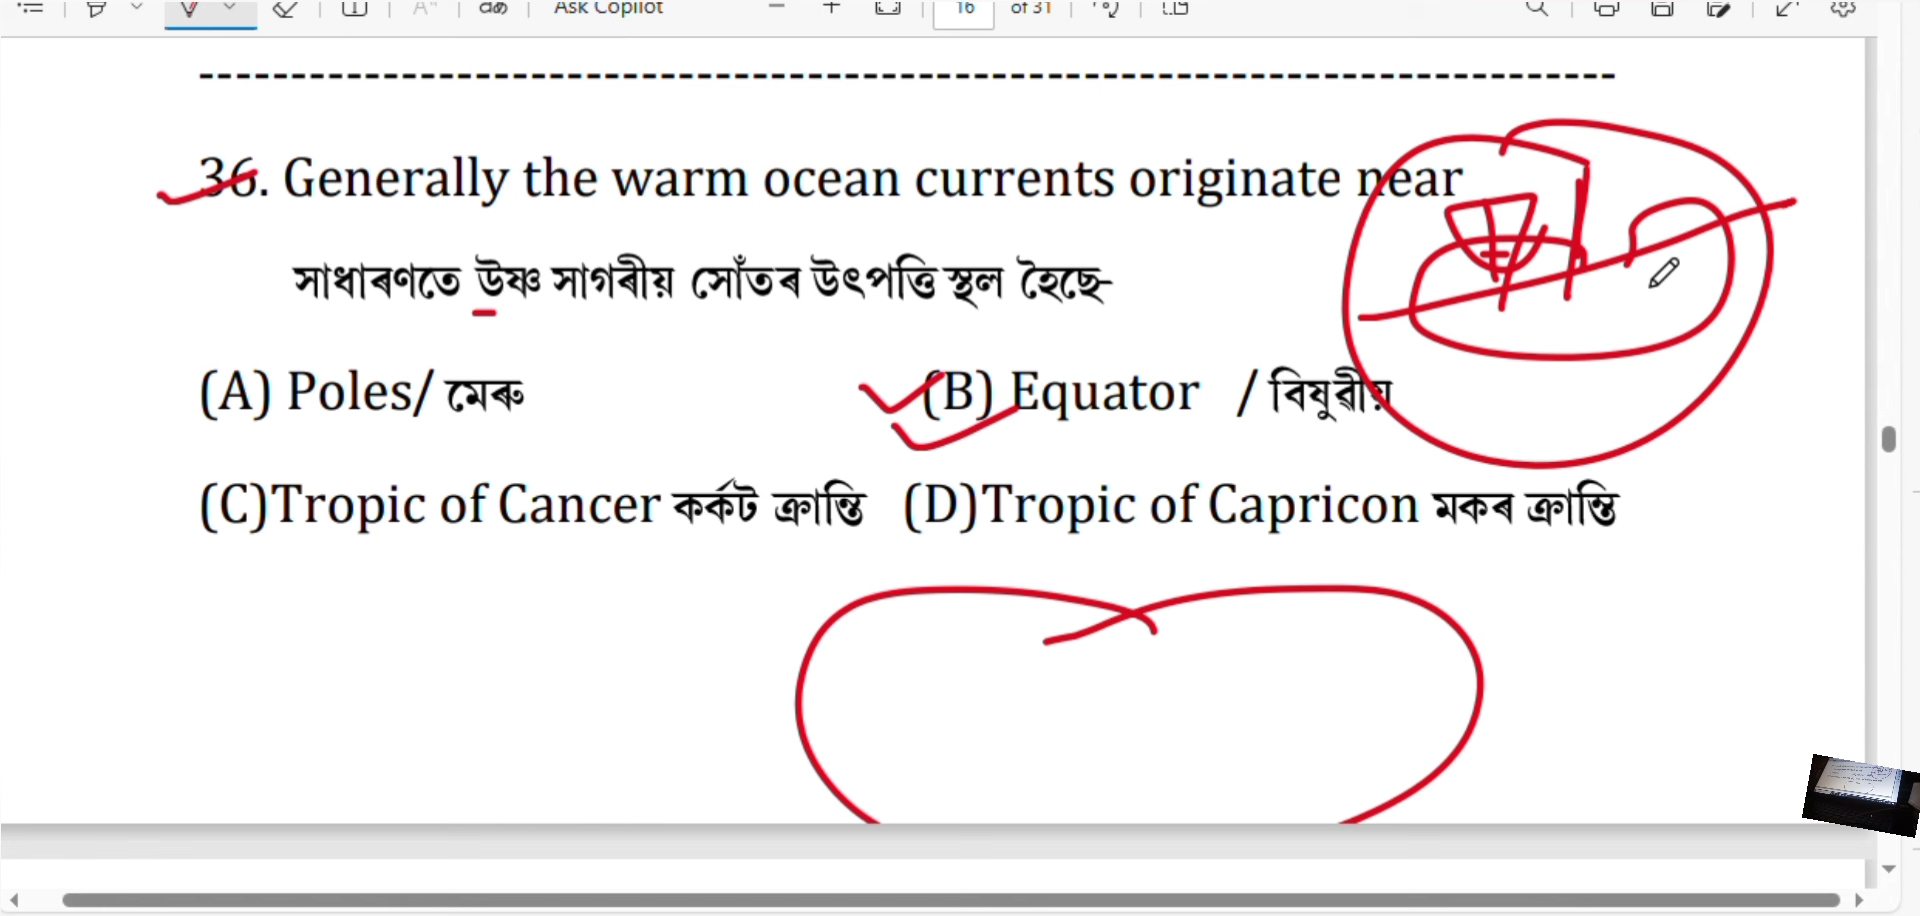 Ask Copilot
16 of 31
36. Generally the warm ocean currents originate near
সাধাৰণতে উষ্ণ সাগৰীয় সোঁতৰ উৎপত্তি স্থল হৈছে-
(A) Poles/ মেৰু (B) Equator / বিষুৱীয়
(C)Tropic of Cancer কৰ্কট ক্ৰান্তি (D)Tropic of Capricon মকৰ ক্ৰান্তি